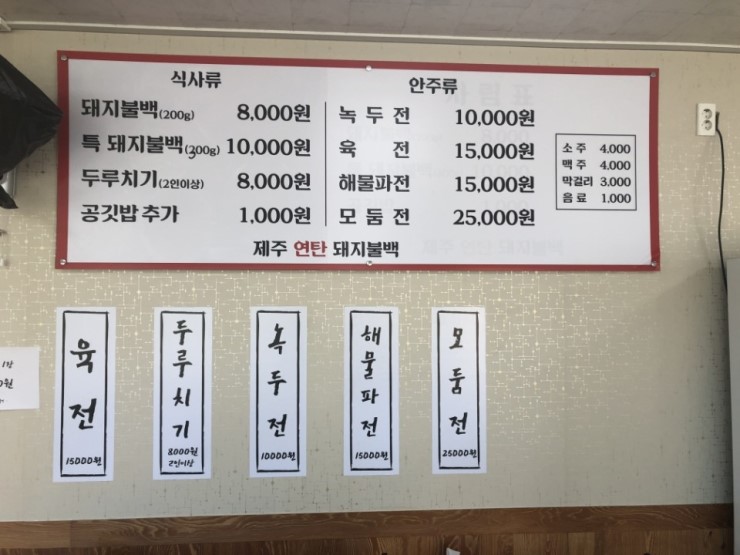 식사류
돼지불백(200g) 8,000원
특 돼지불백(300g) 10,000원
두루치기(2인이상) 8,000원
공깃밥 추가 1,000원
안주류
녹두전 10,000원
육전 15,000원
해물파전 15,000원
모둠전 25,000원
소주 4.000
맥주 4.000
막걸리 3.000
음료 1.000
제주 연탄 돼지불백
육전
15000원
두루치기
8000원
2인이상
녹두전
10000원
해물파전
15000원
모둠전
25000원